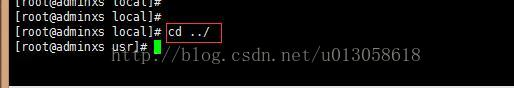 [root@adminxs local]#
[root@adminxs local]#
[root@adminxs local]# cd ../
[root@adminxs usr]#
http://blog.csdn.net/u013058618